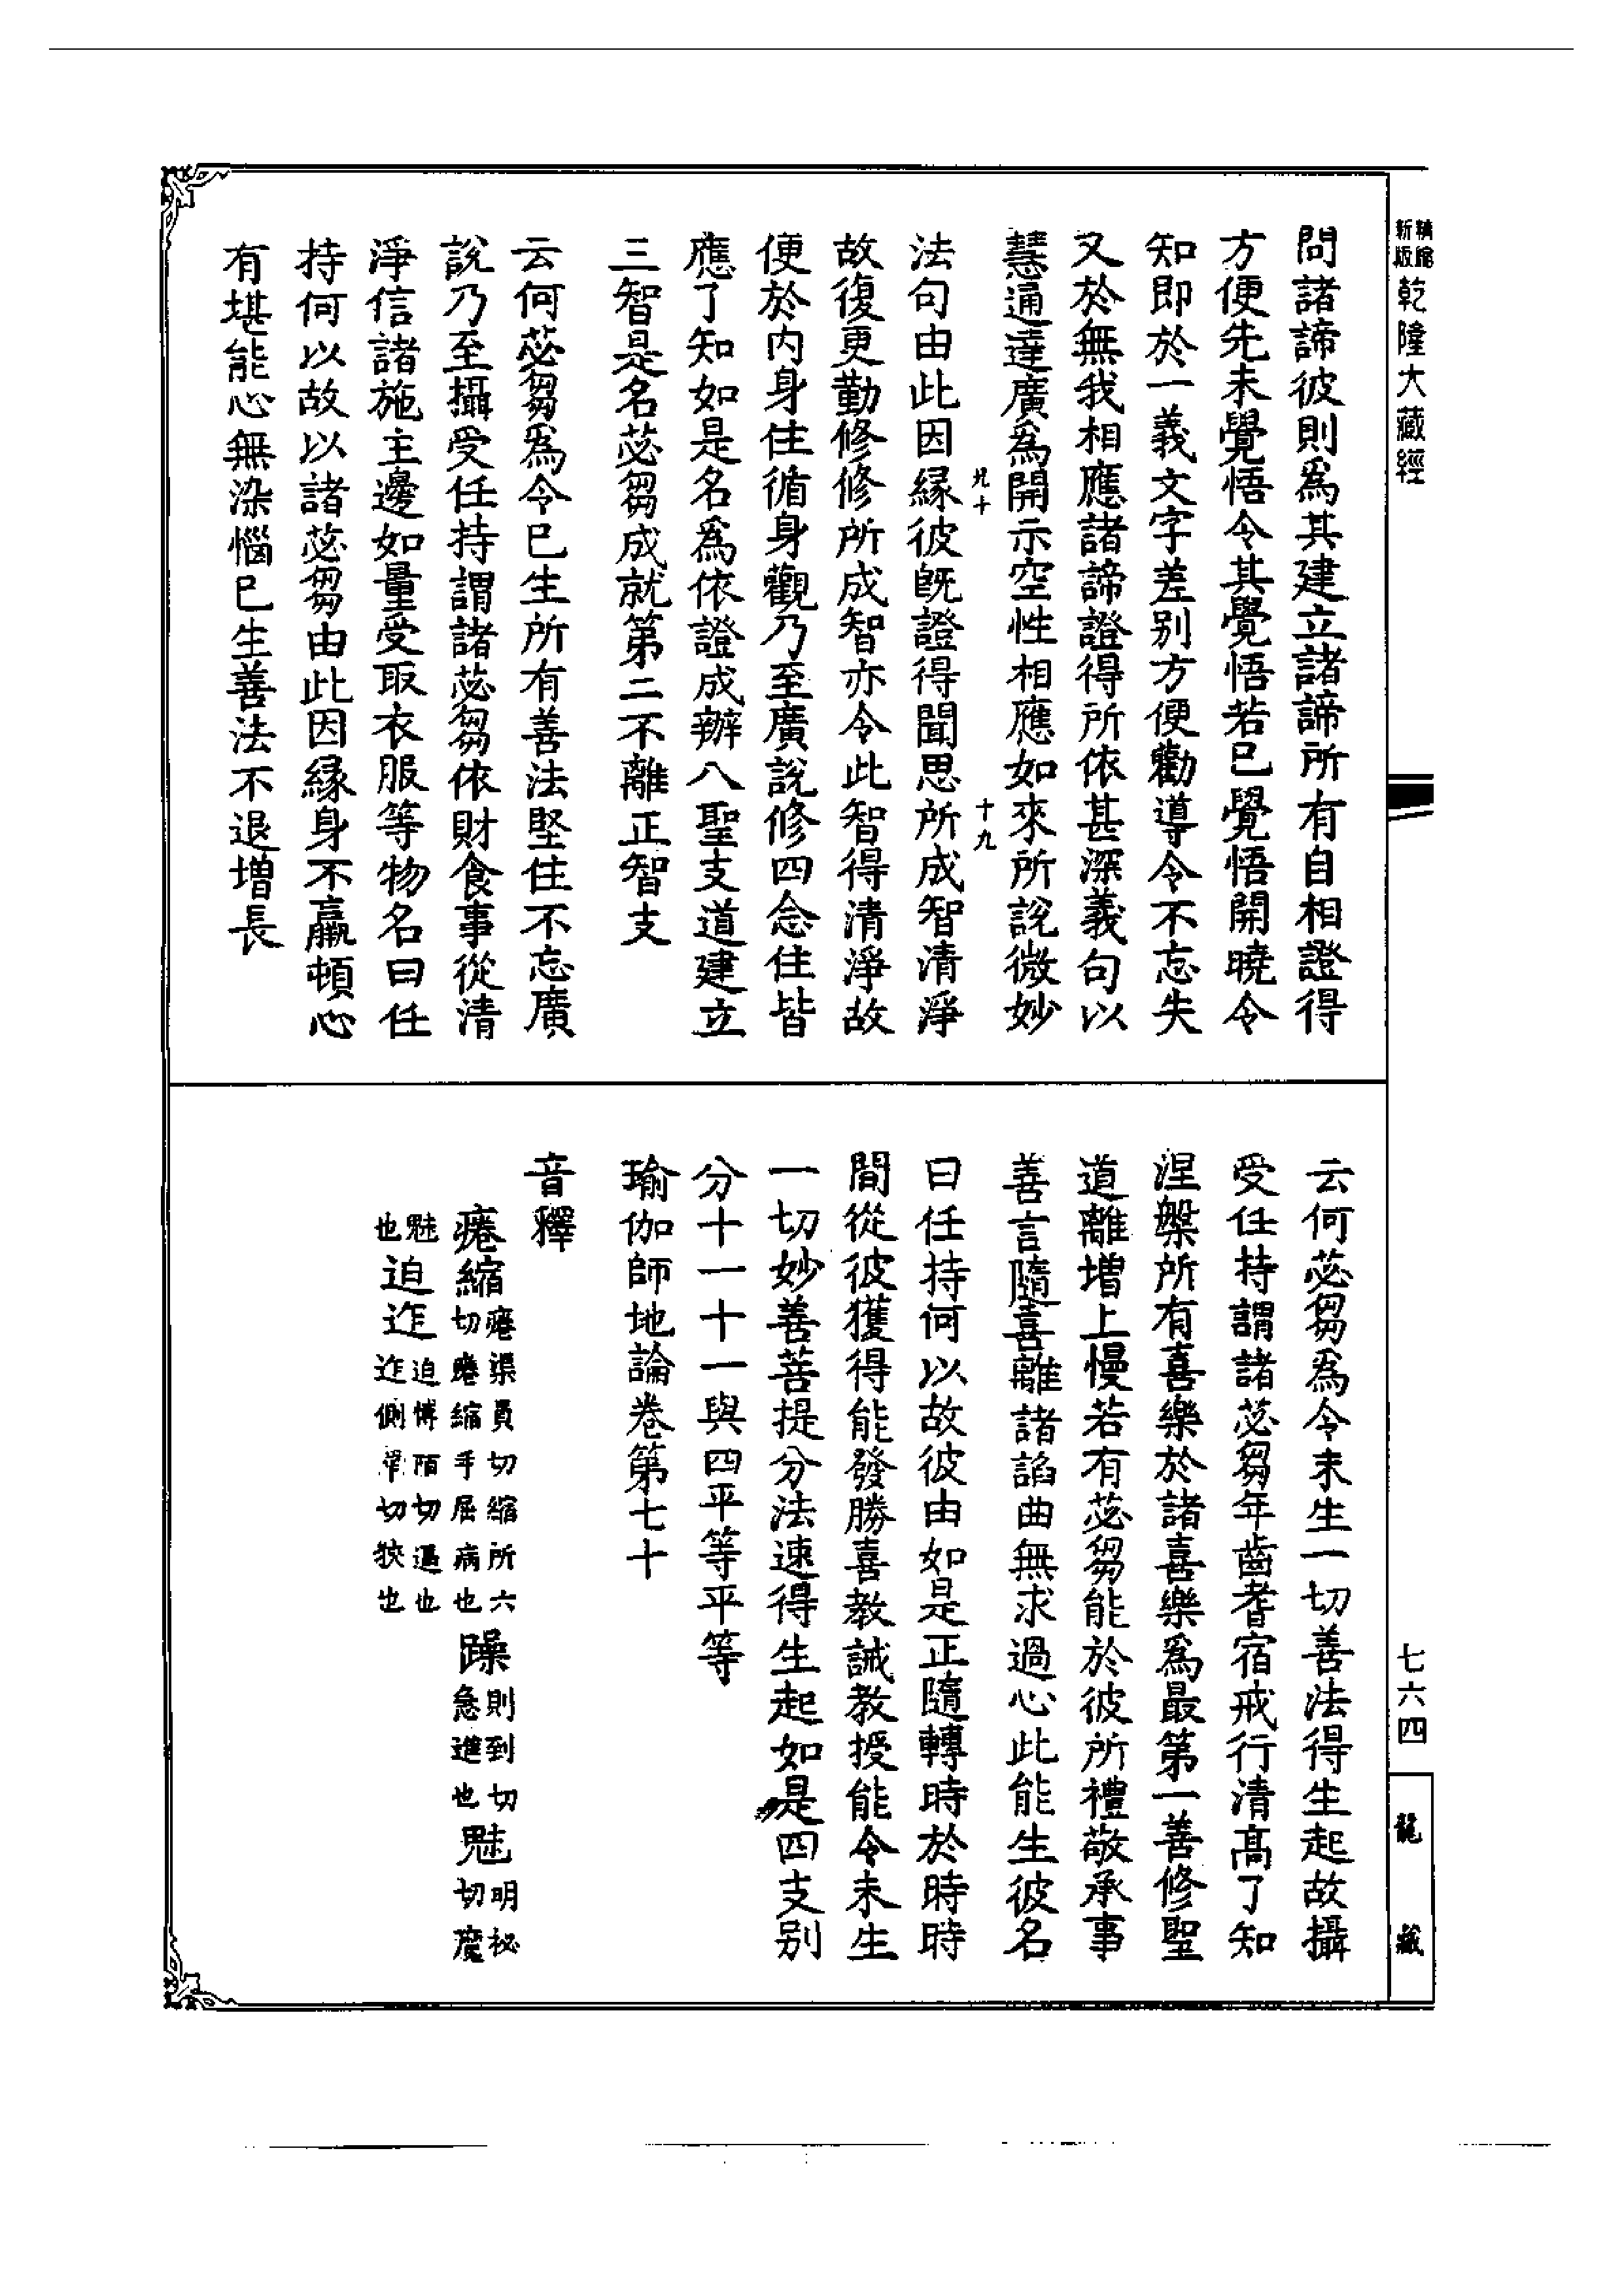 新版
乾隆大藏經
問諸諦彼則爲其建立諸諦所有自相證得
方便先未覺悟令其覺悟若已覺悟開曉令
知即於一義文字差別方便勸導令不忘失
又於無我相應諸諦證得所依甚深義句以
慧通達廣爲開示空性相應如來所說微妙
法句由此因緣彼旣證得聞思所成智清淨
故復更勤修修所成智亦令此智得清淨故
便於內身住循身觀乃至廣說修四念住皆
應了知如是名爲依證成辦八聖支道建立
三智是名苾芻成就第二不離正智支
云何苾芻爲令已生所有善法堅住不忘廣
說乃至攝受任持謂諸苾芻依財食事從清
淨信諸施主邊如量受取衣服等物名曰任
持何以故以諸苾芻由此因緣身不羸頓心
有堪能心無染惱已生善法不退增長
云何苾芻爲令未生一切善法得生起故攝
受任持謂諸苾芻年齒耆宿戒行清高了知
涅槃所有喜樂於諸喜樂爲最第一善修聖
道離增上慢若有苾芻能於彼所禮敬承事
善言隨喜離諸諂曲無求過心此能生彼名
曰任持何以故彼由如是正隨轉時於時時
間從彼獲得能發勝喜教誡教授能令未生
一切妙善菩提分法速得生起如是四支別
分十一十一與四平等平等
瑜伽師地論卷第七十
音釋
癃縮 癃渠員切縮所六切癃縮手屈病也 躁 則到切急進也 魅 明祕切魔
魅也 迫迮 迫博陌切逼也迮側革切狹也
七六四
龍藏